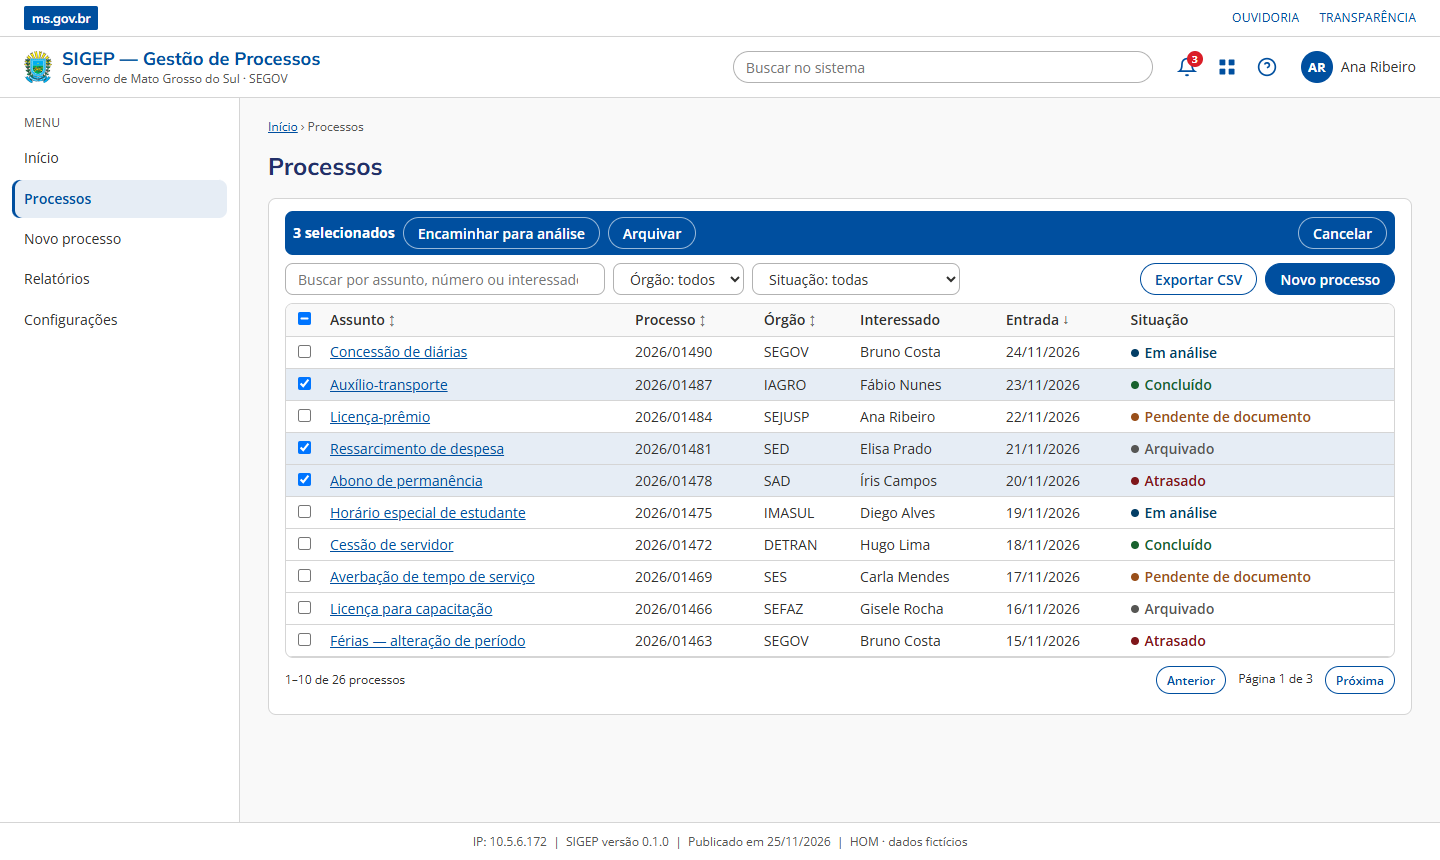 ms.gov.br OUVIDORIA TRANSPARÊNCIA
SIGEP — Gestão de Processos
Governo de Mato Grosso do Sul · SEGOV
Buscar no sistema 3 AR Ana Ribeiro
MENU
Início
Processos
Novo processo
Relatórios
Configurações
Início › Processos
Processos
3 selecionados Encaminhar para análise Arquivar Cancelar
Buscar por assunto, número ou interessado Órgão: todos Situação: todas Exportar CSV Novo processo
Assunto ↕ Processo ↕ Órgão ↕ Interessado Entrada ↓ Situação
Concessão de diárias 2026/01490 SEGOV Bruno Costa 24/11/2026 Em análise
Auxílio-transporte 2026/01487 IAGRO Fábio Nunes 23/11/2026 Concluído
Licença-prêmio 2026/01484 SEJUSP Ana Ribeiro 22/11/2026 Pendente de documento
Ressarcimento de despesa 2026/01481 SED Elisa Prado 21/11/2026 Arquivado
Abono de permanência 2026/01478 SAD Íris Campos 20/11/2026 Atrasado
Horário especial de estudante 2026/01475 IMASUL Diego Alves 19/11/2026 Em análise
Cessão de servidor 2026/01472 DETRAN Hugo Lima 18/11/2026 Concluído
Averbação de tempo de serviço 2026/01469 SES Carla Mendes 17/11/2026 Pendente de documento
Licença para capacitação 2026/01466 SEFAZ Gisele Rocha 16/11/2026 Arquivado
Férias — alteração de período 2026/01463 SEGOV Bruno Costa 15/11/2026 Atrasado
1–10 de 26 processos Anterior Página 1 de 3 Próxima
IP: 10.5.6.172 | SIGEP versão 0.1.0 | Publicado em 25/11/2026 | HOM · dados fictícios